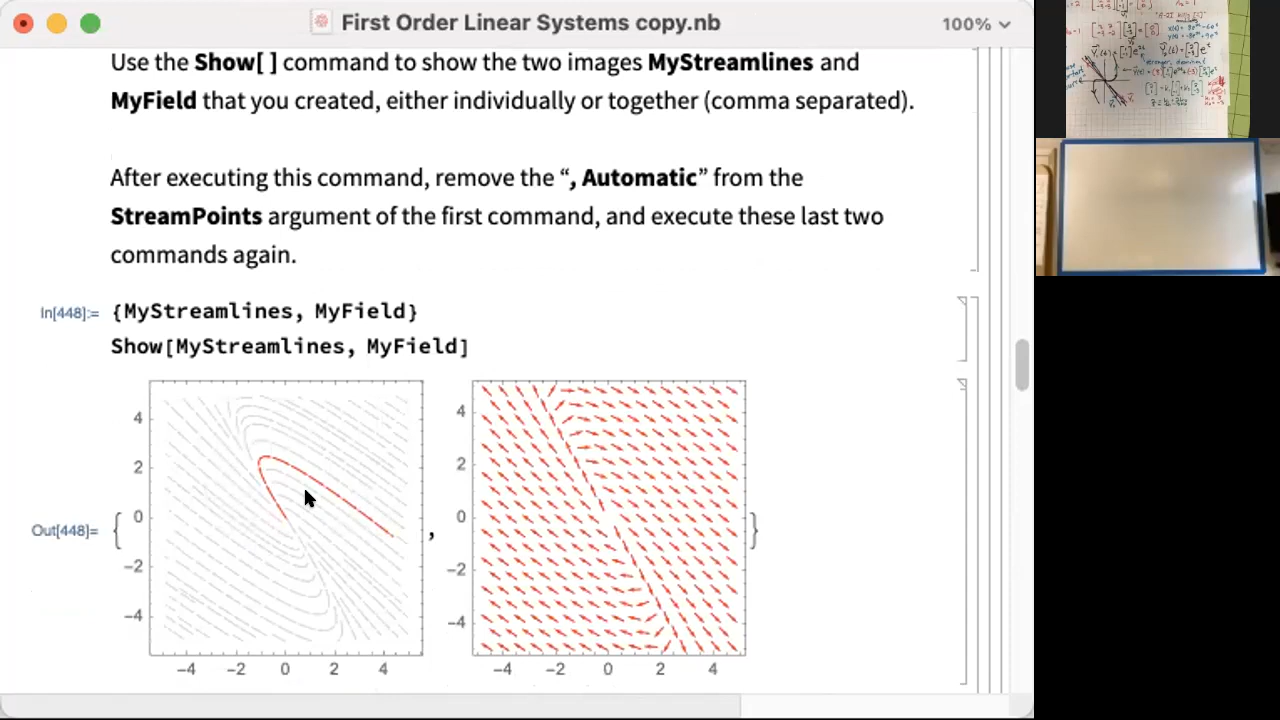 First Order Linear Systems copy.nb
100%
Use the Show[ ] command to show the two images MyStreamlines and
MyField that you created, either individually or together (comma separated).
After executing this command, remove the “, Automatic” from the
StreamPoints argument of the first command, and execute these last two
commands again.
In[448]:= {MyStreamlines, MyField}
Show[MyStreamlines, MyField]
Out[448]= { , }
4
2
0
−2
−4
−4 −2 0 2 4
4
2
0
−2
−4
−4 −2 0 2 4